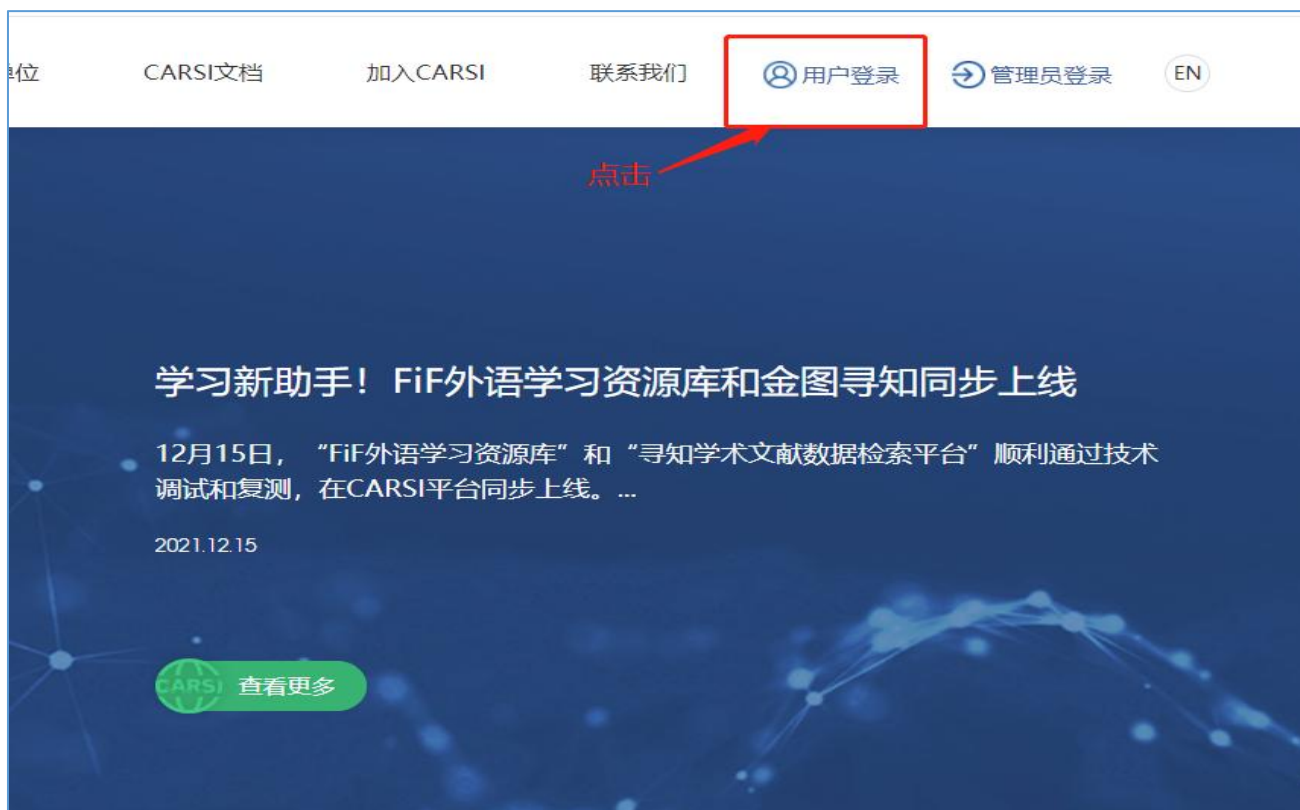 位
CARSI文档
加入CARSI
联系我们
用户登录
管理员登录
EN
点击
学习新助手！FiF外语学习资源库和金图寻知同步上线
12月15日，“FiF外语学习资源库”和“寻知学术文献数据检索平台”顺利通过技术
调试和复测，在CARSI平台同步上线。...
2021.12.15
CARSI
查看更多